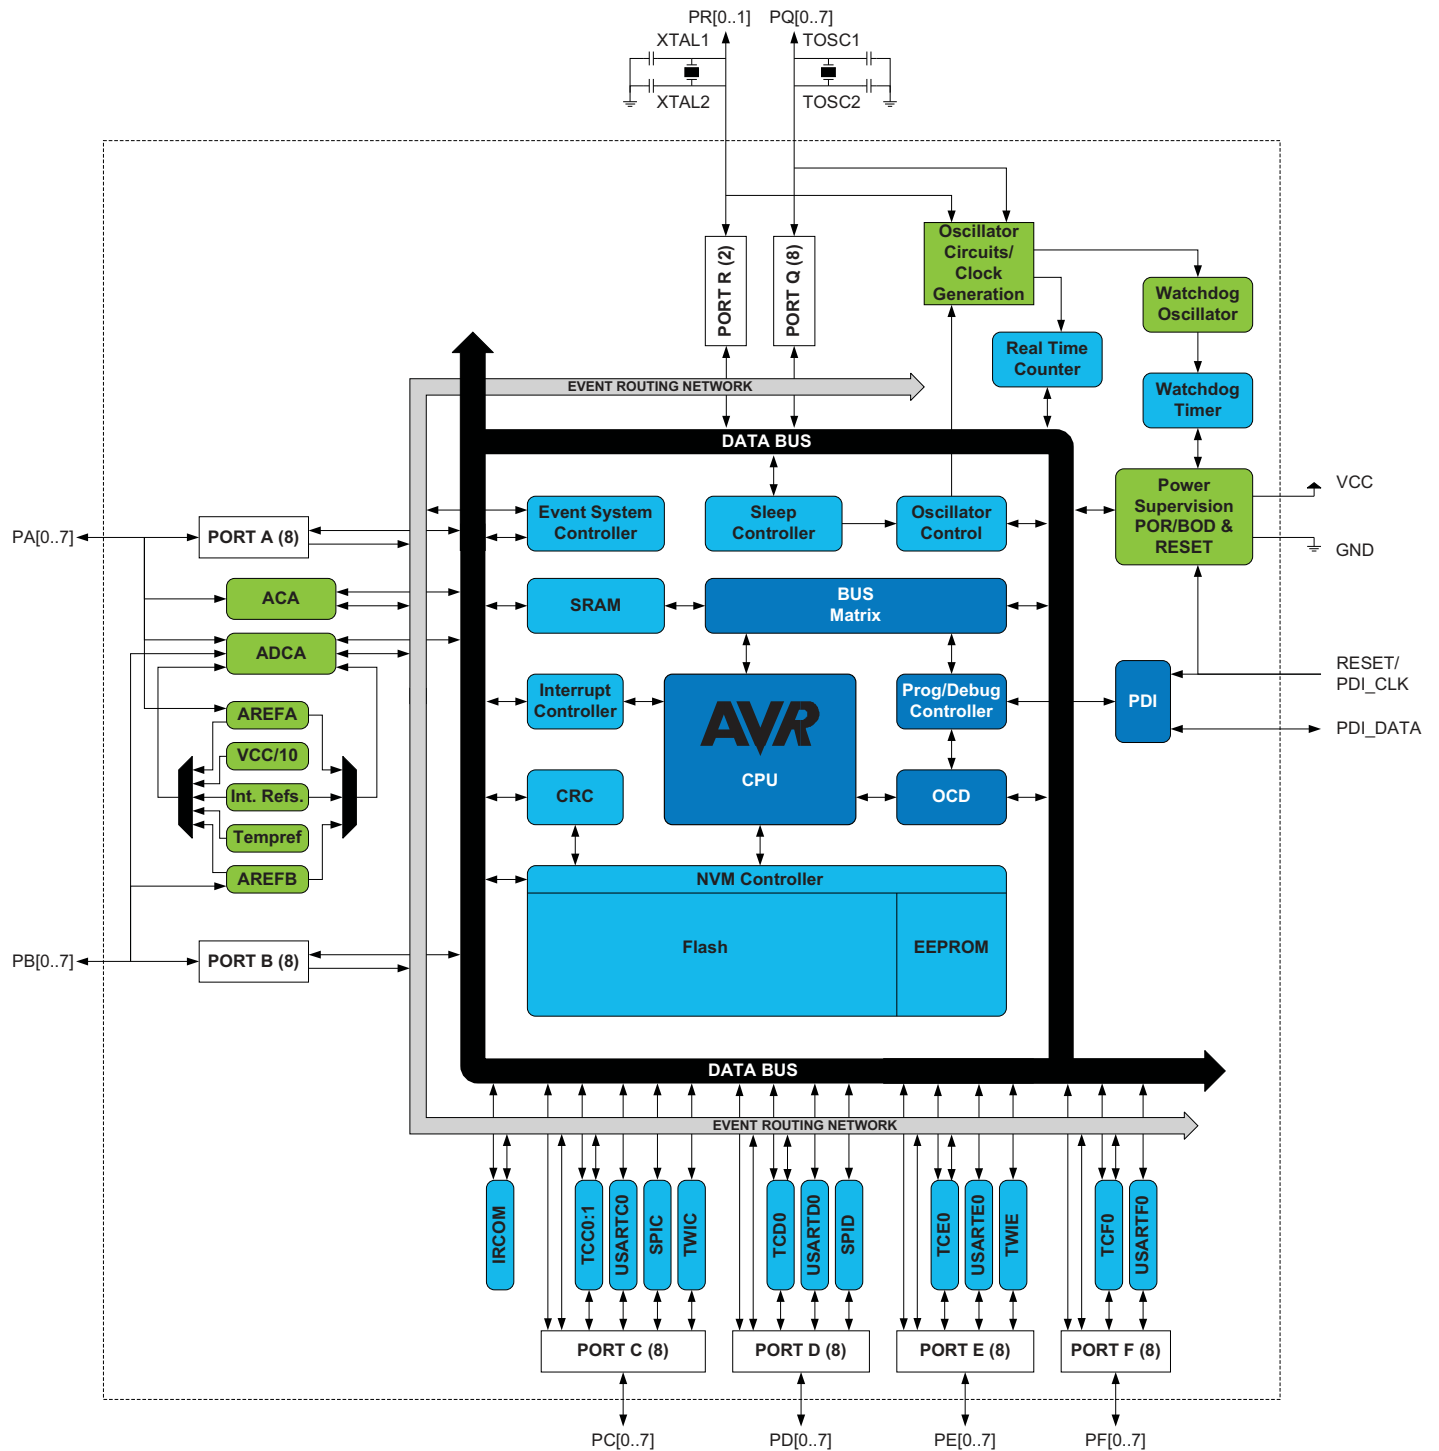 PR[0..1]
PQ[0..7]
XTAL1
TOSC1
XTAL2
TOSC2
PORT R (2)
PORT Q (8)
Oscillator
Circuits/
Clock
Generation
Watchdog
Oscillator
Real Time
Counter
Watchdog
Timer
EVENT ROUTING NETWORK
DATA BUS
Power
Supervision
POR/BOD &
RESET
VCC
GND
Event System
Controller
Sleep
Controller
Oscillator
Control
PA[0..7]
PORT A (8)
ACA
SRAM
BUS
Matrix
ADCA
RESET/
PDI_CLK
PDI
PDI_DATA
Interrupt
Controller
AVR
CPU
Prog/Debug
Controller
AREFA
VCC/10
Int. Refs.
Tempref
AREFB
CRC
OCD
NVM Controller
Flash
EEPROM
PB[0..7]
PORT B (8)
DATA BUS
EVENT ROUTING NETWORK
IRCOM
TCC0:1
USARTC0
SPIC
TWIC
TCD0
USARTD0
SPID
TCE0
USARTE0
TWIE
TCF0
USARTF0
PORT C (8)
PORT D (8)
PORT E (8)
PORT F (8)
PC[0..7]
PD[0..7]
PE[0..7]
PF[0..7]